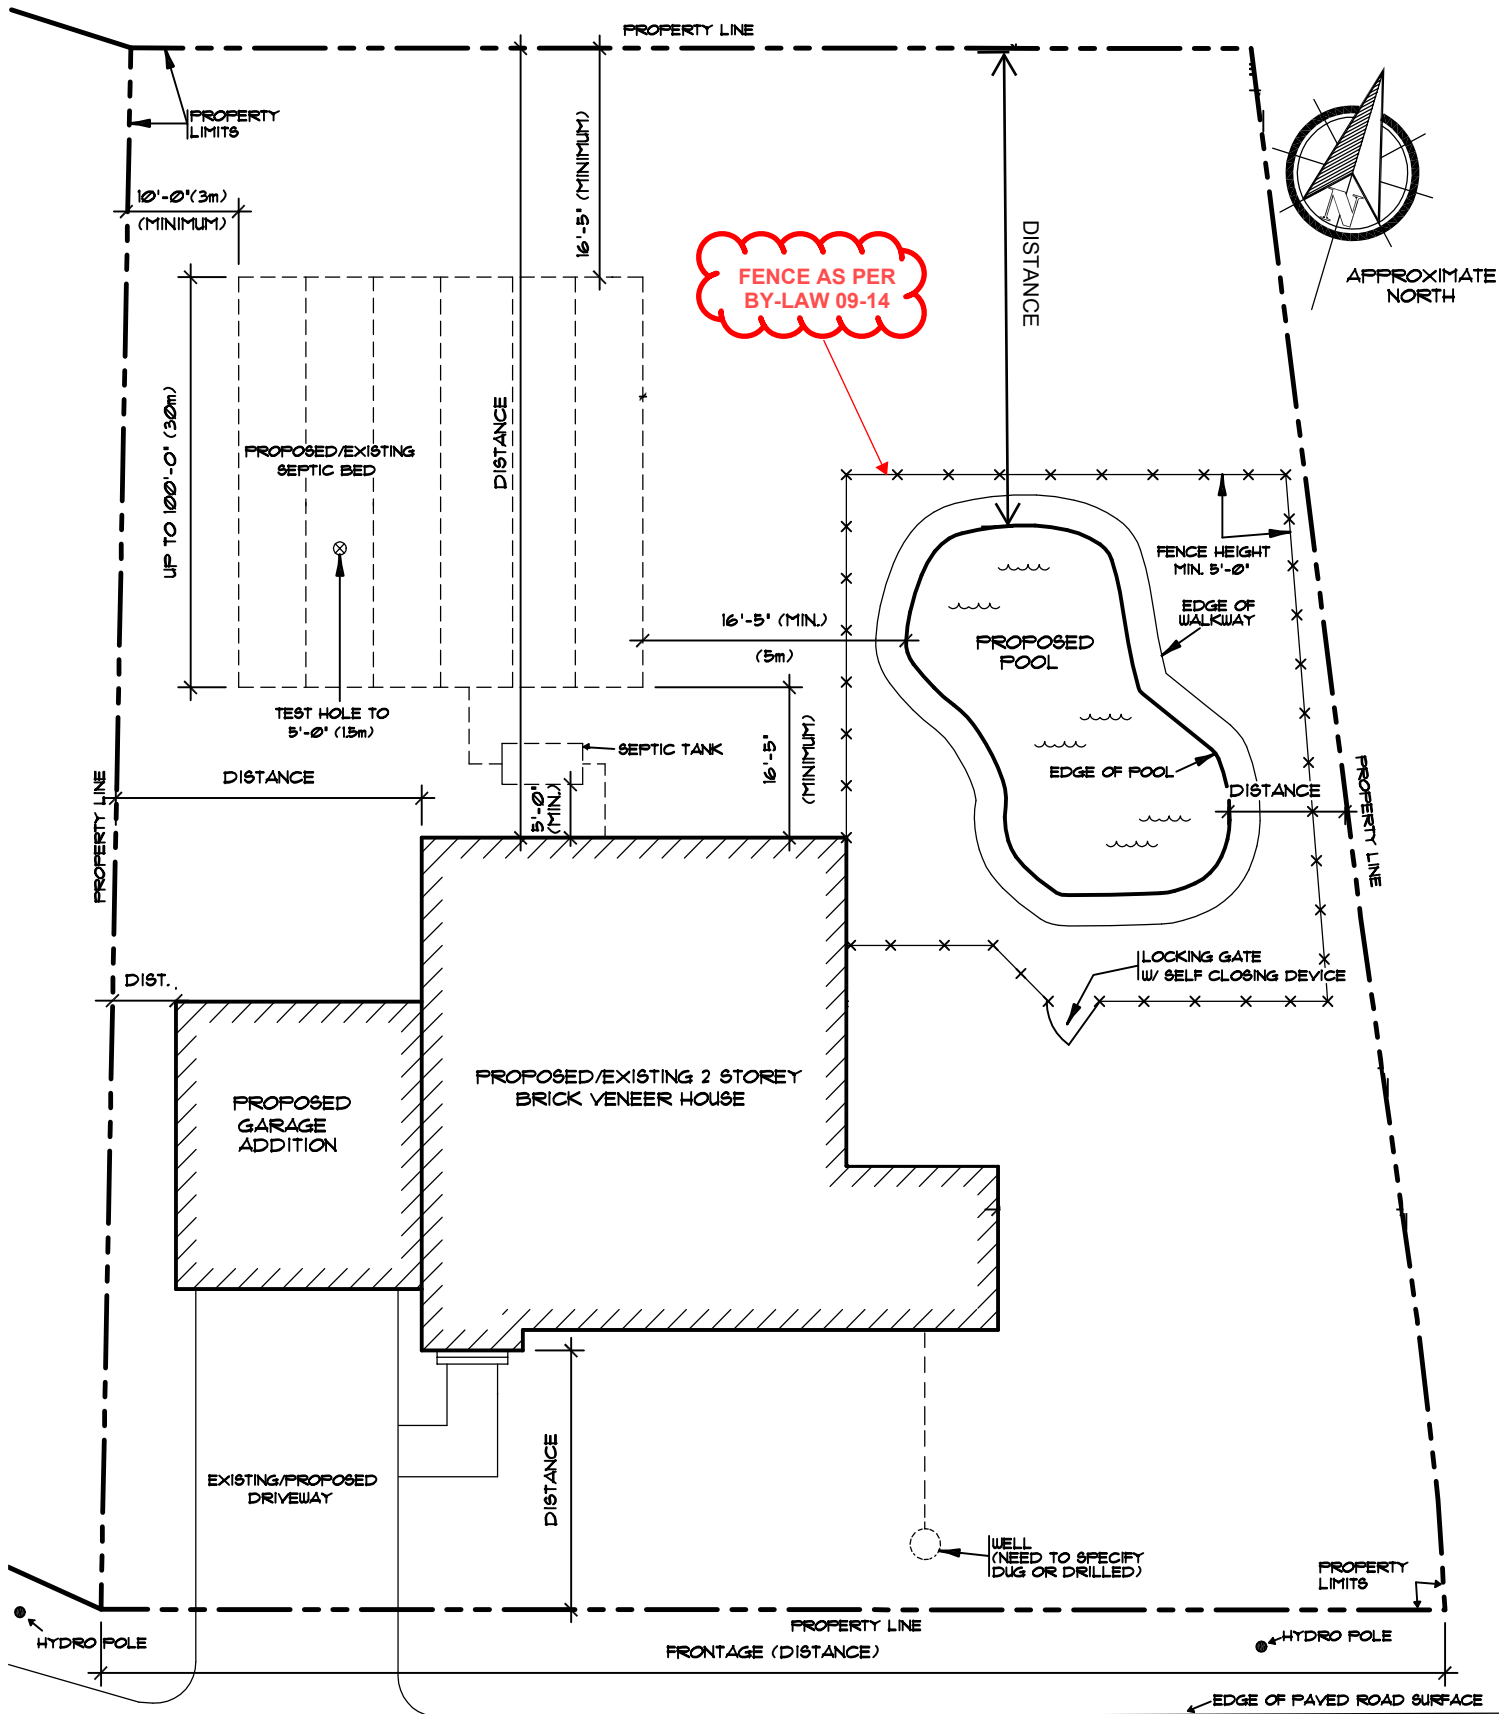 PROPERTY LINE
PROPERTY
LIMITS
10'-0"(3m)
(MINIMUM)
16'-5" (MINIMUM)
DISTANCE
N
APPROXIMATE
NORTH
FENCE AS PER
BY-LAW 09-14
UP TO 100'-0" (30m)
PROPOSED/EXISTING
SEPTIC BED
DISTANCE
FENCE HEIGHT
MIN. 5'-0"
EDGE OF
WALKWAY
16'-5" (MIN.)
(5m)
PROPOSED
POOL
TEST HOLE TO
5'-0" (1.5m)
SEPTIC TANK
16'-5"
(MINIMUM)
EDGE OF POOL
DISTANCE
PROPERTY LINE
DISTANCE
PROPERTY LINE
5'-0"
(MIN.)
DIST.
LOCKING GATE
W/ SELF CLOSING DEVICE
PROPOSED/EXISTING 2 STOREY
BRICK VENEER HOUSE
PROPOSED
GARAGE
ADDITION
EXISTING/PROPOSED
DRIVEWAY
DISTANCE
WELL
(NEED TO SPECIFY
DUG OR DRILLED)
PROPERTY
LIMITS
HYDRO POLE
PROPERTY LINE
FRONTAGE (DISTANCE)
HYDRO POLE
EDGE OF PAVED ROAD SURFACE